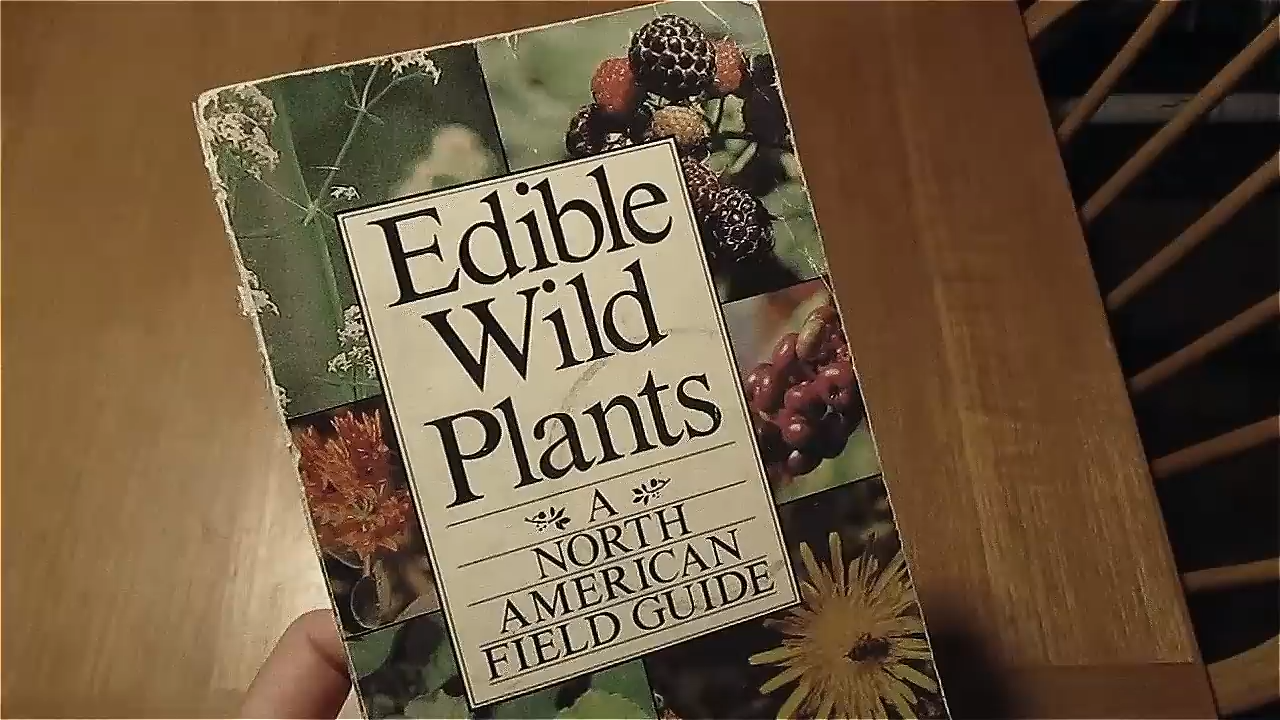 Edible
Wild
Plants
A
NORTH
AMERICAN
FIELD GUIDE